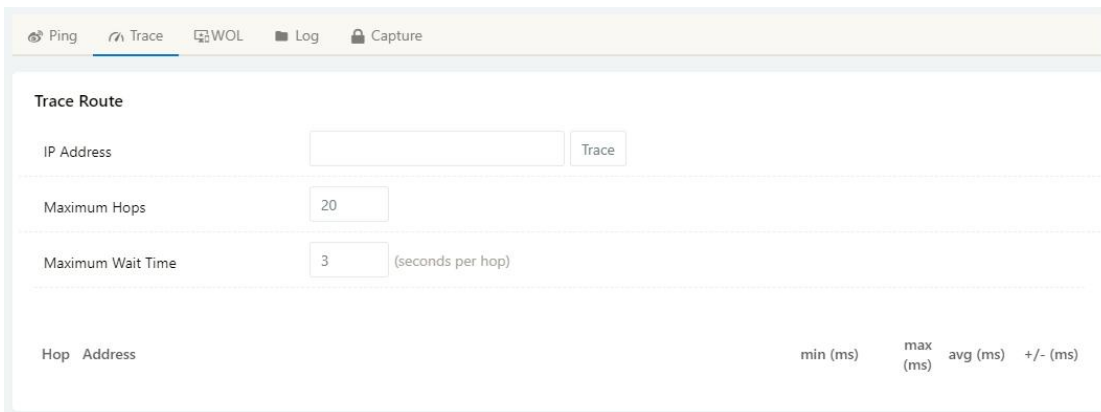 Ping Trace WOL Log Capture
Trace Route
IP Address Trace
Maximum Hops 20
Maximum Wait Time 3 (seconds per hop)
Hop Address min (ms) max (ms) avg (ms) +/- (ms)